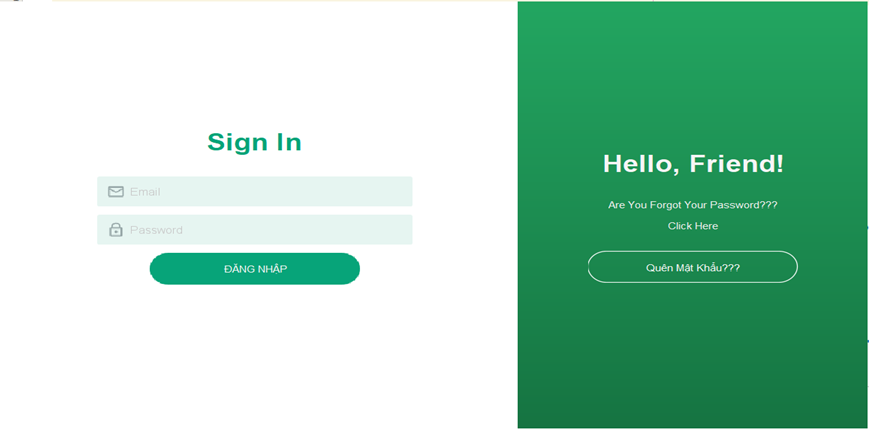 Sign In
Email
Password
ĐĂNG NHẬP
Hello, Friend!
Are You Forgot Your Password???
Click Here
Quên Mật Khẩu???